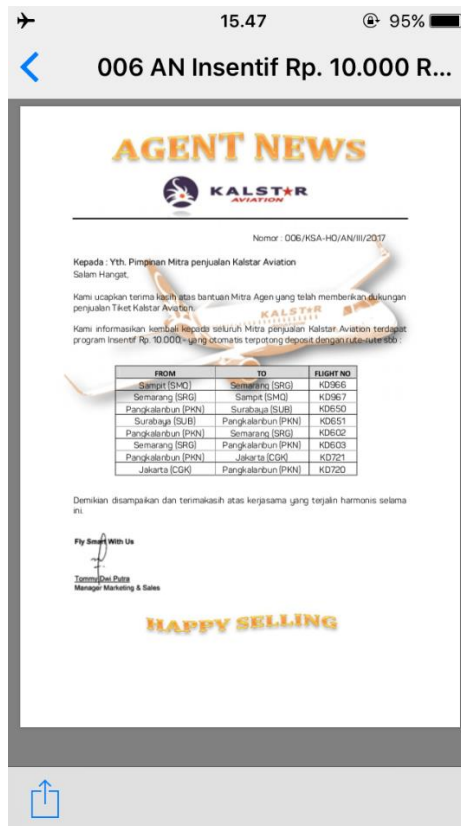 15.47
95%
006 AN Insentif Rp. 10.000 R...
AGENT NEWS
KALSTAR
AVIATION
Nomor : 006/KSA-HO/AN/III/2017
Kepada : Yth. Pimpinan Mitra penjualan Kalstar Aviation
Salam Hangat,
Kami ucapkan terima kasih atas bantuan Mitra Agen yang telah memberikan dukungan
penjualan Tiket Kalstar Aviation.
KALSTAR
Kami informasikan kembali kepada seluruh Mitra penjualan Kalstar Aviation terdapat
program Insentif Rp. 10.000,- yang otomatis terpotong deposit dengan rute-rute sbb :
FROM TO FLIGHT NO
Sampit (SMQ) Semarang (SRG) KD966
Semarang (SRG) Sampit (SMQ) KD967
Pangkalanbun (PKN) Surabaya (SUB) KD650
Surabaya (SUB) Pangkalanbun (PKN) KD651
Pangkalanbun (PKN) Semarang (SRG) KD602
Semarang (SRG) Pangkalanbun (PKN) KD603
Pangkalanbun (PKN) Jakarta (CGK) KD721
Jakarta (CGK) Pangkalanbun (PKN) KD720
Demikian disampaikan dan terimakasih atas kerjasama yang terjalin harmonis selama
ini.
Fly Smart With Us
Tommy Dwi Putra
Manager Marketing & Sales
HAPPY SELLING